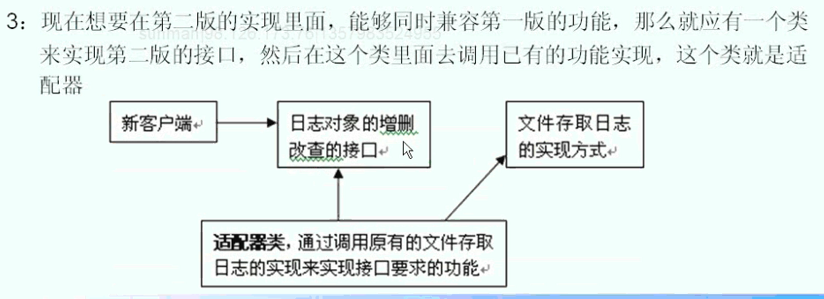 3：现在想要在第二版的实现里面，能够同时兼容第一版的功能，那么就应有一个类
来实现第二版的接口，然后在这个类里面去调用已有的功能实现，这个类就是适
配器
新客户端
日志对象的增删
改查的接口
文件存取日志
的实现方式
适配器类，通过调用原有的文件存取
日志的实现来实现接口要求的功能